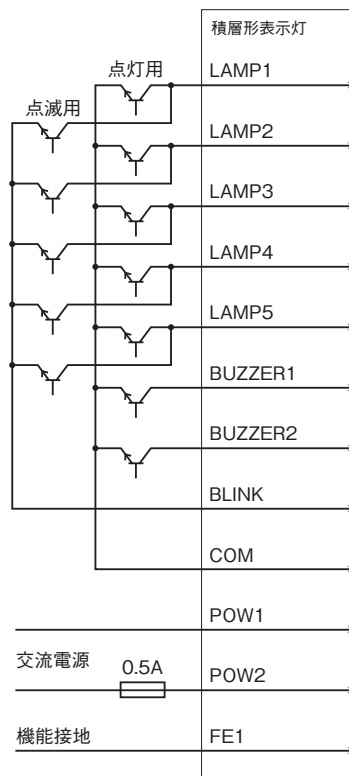 積層形表示灯
点灯用
LAMP1
点滅用
LAMP2
LAMP3
LAMP4
LAMP5
BUZZER1
BUZZER2
BLINK
COM
POW1
交流電源
0.5A
POW2
機能接地
FE1